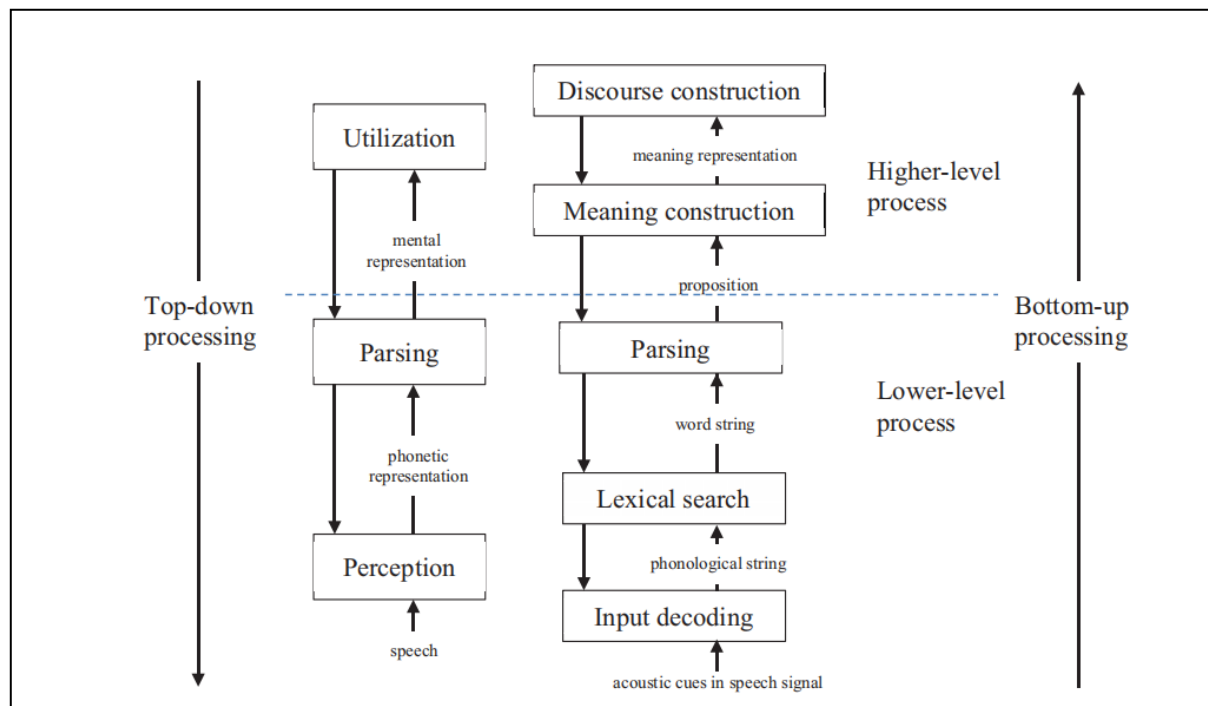 Discourse construction
Utilization
meaning representation
Higher-level
process
Meaning construction
mental
representation
proposition
Top-down
processing
Bottom-up
processing
Parsing
Parsing
Lower-level
process
word string
phonetic
representation
Lexical search
Perception
phonological string
Input decoding
speech
acoustic cues in speech signal